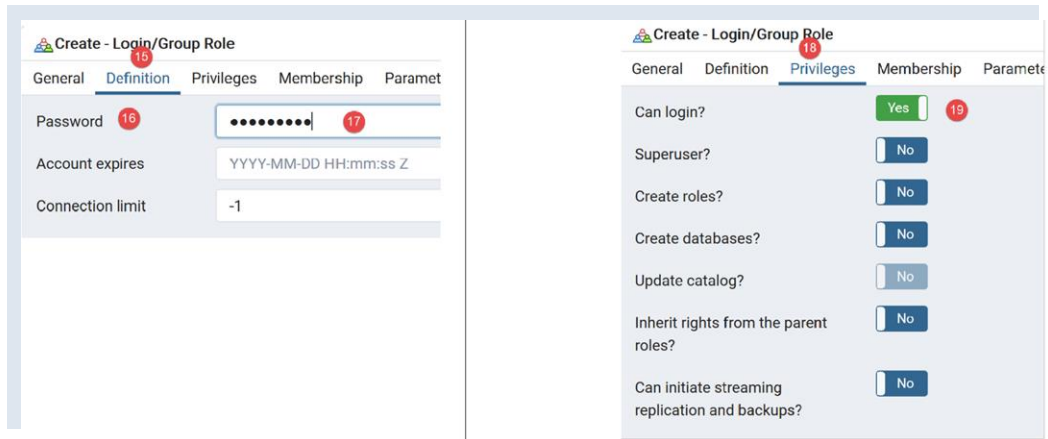 Create - Login/Group Role
15
General Definition Privileges Membership Paramet
Password 16 ●●●●●●●●● 17
Account expires YYYY-MM-DD HH:mm:ss Z
Connection limit -1
Create - Login/Group Role
18
General Definition Privileges Membership Paramete
Can login? Yes 19
Superuser? No
Create roles? No
Create databases? No
Update catalog? No
Inherit rights from the parent No
roles?
Can initiate streaming No
replication and backups?